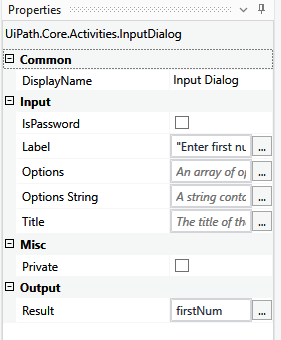 Properties
UiPath.Core.Activities.InputDialog
Common
DisplayName Input Dialog
Input
IsPassword
Label "Enter first nu ...
Options An array of op ...
Options String A string conta ...
Title The title of th ...
Misc
Private
Output
Result firstNum ...